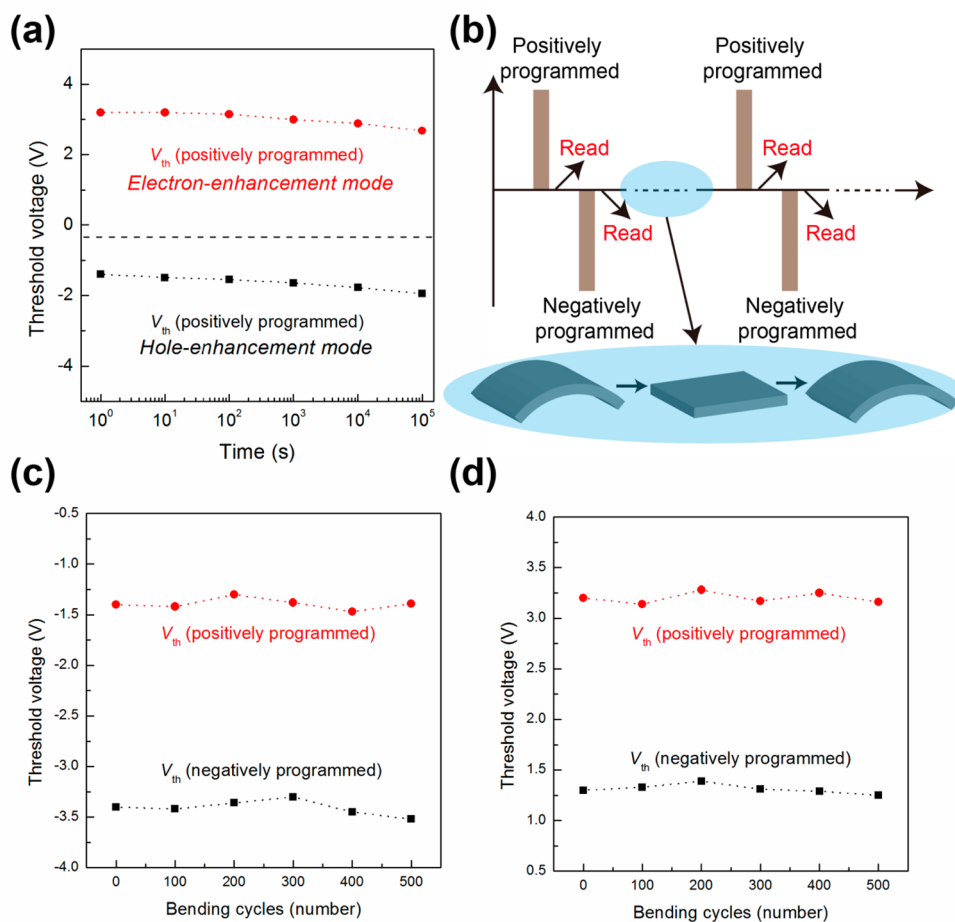 (a)
4
2
0
-2
-4
Threshold voltage (V)
V_th (positively programmed)
Electron-enhancement mode
V_th (positively programmed)
Hole-enhancement mode
10^0 10^1 10^2 10^3 10^4 10^5
Time (s)
(b)
Positively
programmed
Positively
programmed
Read
Read
Read
Read
Negatively
programmed
Negatively
programmed
(c)
-0.5
-1.0
-1.5
-2.0
-2.5
-3.0
-3.5
-4.0
Threshold voltage (V)
V_th (positively programmed)
V_th (negatively programmed)
0 100 200 300 400 500
Bending cycles (number)
(d)
4.0
3.5
3.0
2.5
2.0
1.5
1.0
0.5
Threshold voltage (V)
V_th (positively programmed)
V_th (negatively programmed)
0 100 200 300 400 500
Bending cycles (number)